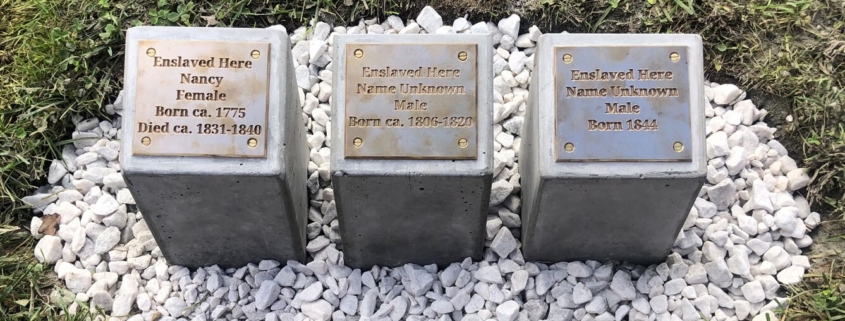 Enslaved Here
Nancy
Female
Born ca. 1775
Died ca. 1831-1840
Enslaved Here
Name Unknown
Male
Born ca. 1806-1820
Enslaved Here
Name Unknown
Male
Born 1844